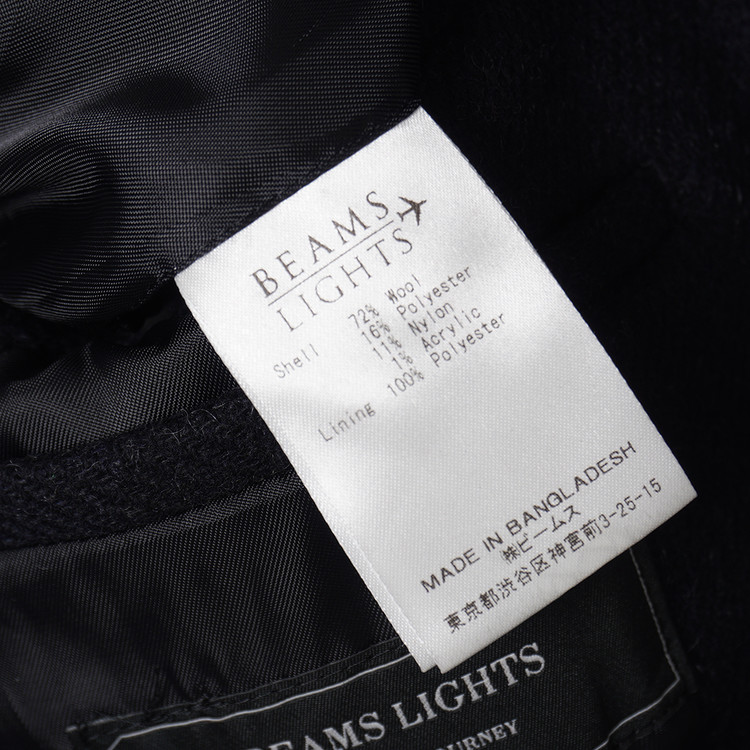 BEAMS
LIGHTS
Shell 72% Wool
16% Polyester
11% Nylon
1% Acrylic
Lining 100% Polyester
MADE IN BANGLADESH
㈱ビームス
東京都渋谷区神宮前3-25-15
BEAMS LIGHTS